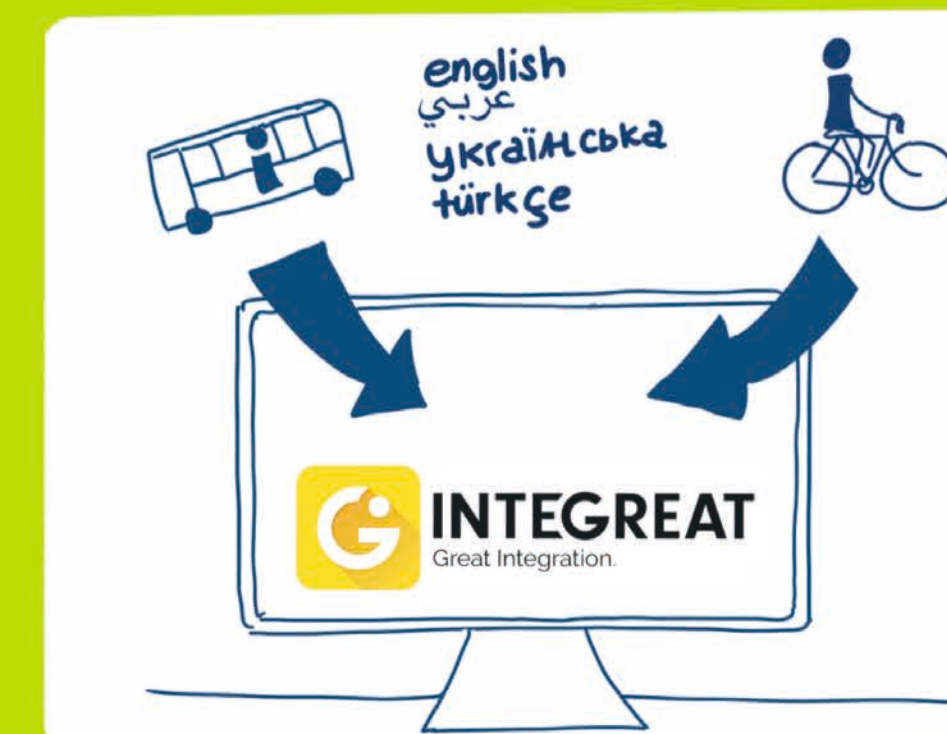 english
عربي
українська
türkçe
INTEGREAT
Great Integration.